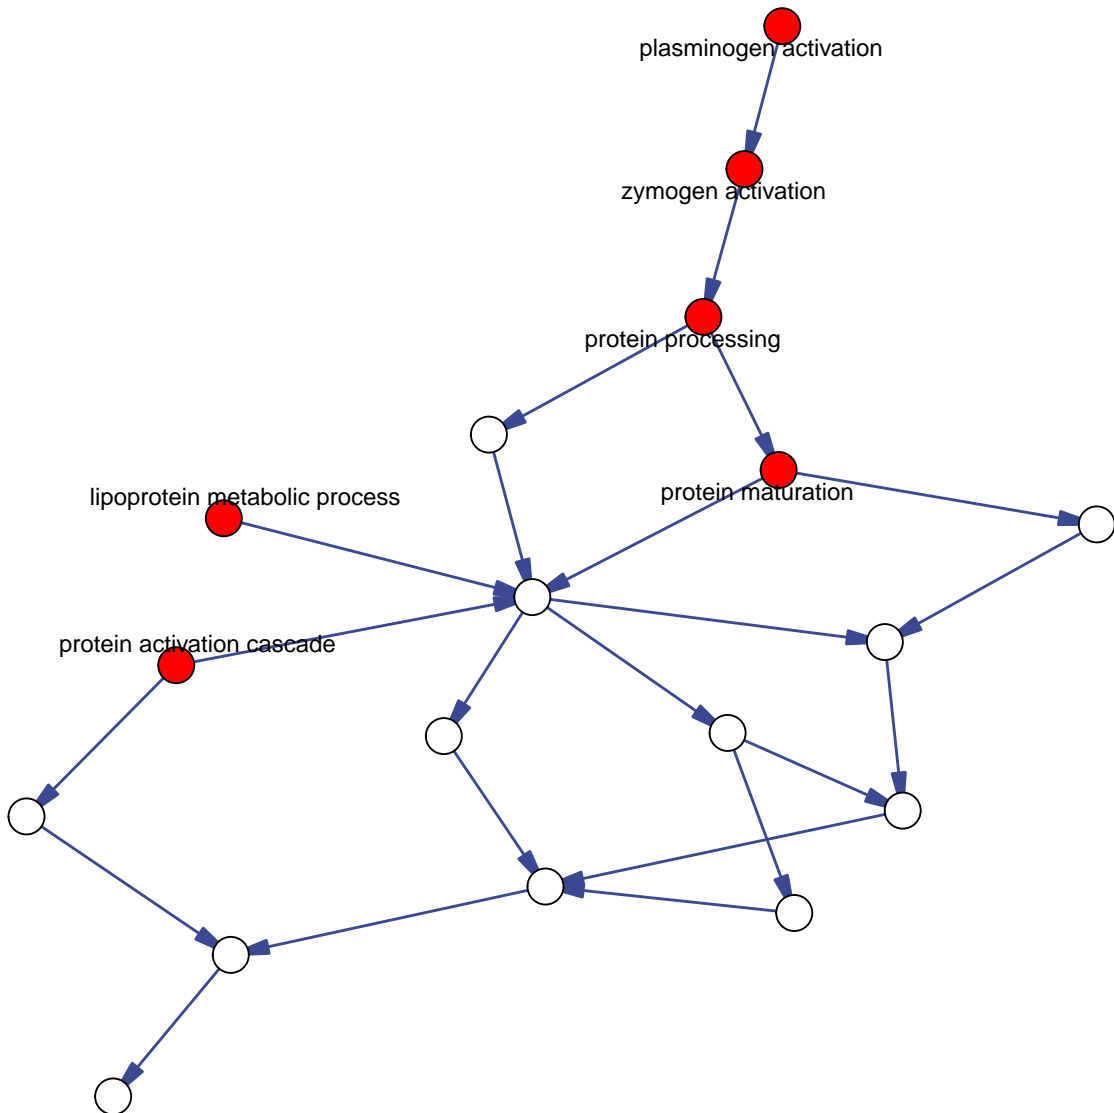 plasminogen activation
zymogen activation
protein processing
protein maturation
lipoprotein metabolic process
protein activation cascade